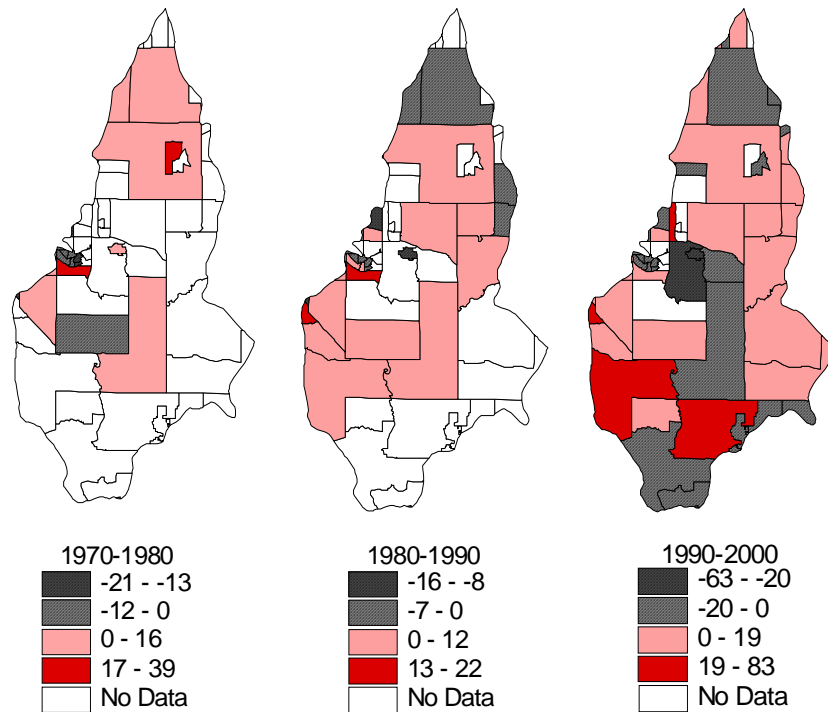 1970-1980
-21 - -13
-12 - 0
0 - 16
17 - 39
No Data
1980-1990
-16 - -8
-7 - 0
0 - 12
13 - 22
No Data
1990-2000
-63 - -20
-20 - 0
0 - 19
19 - 83
No Data